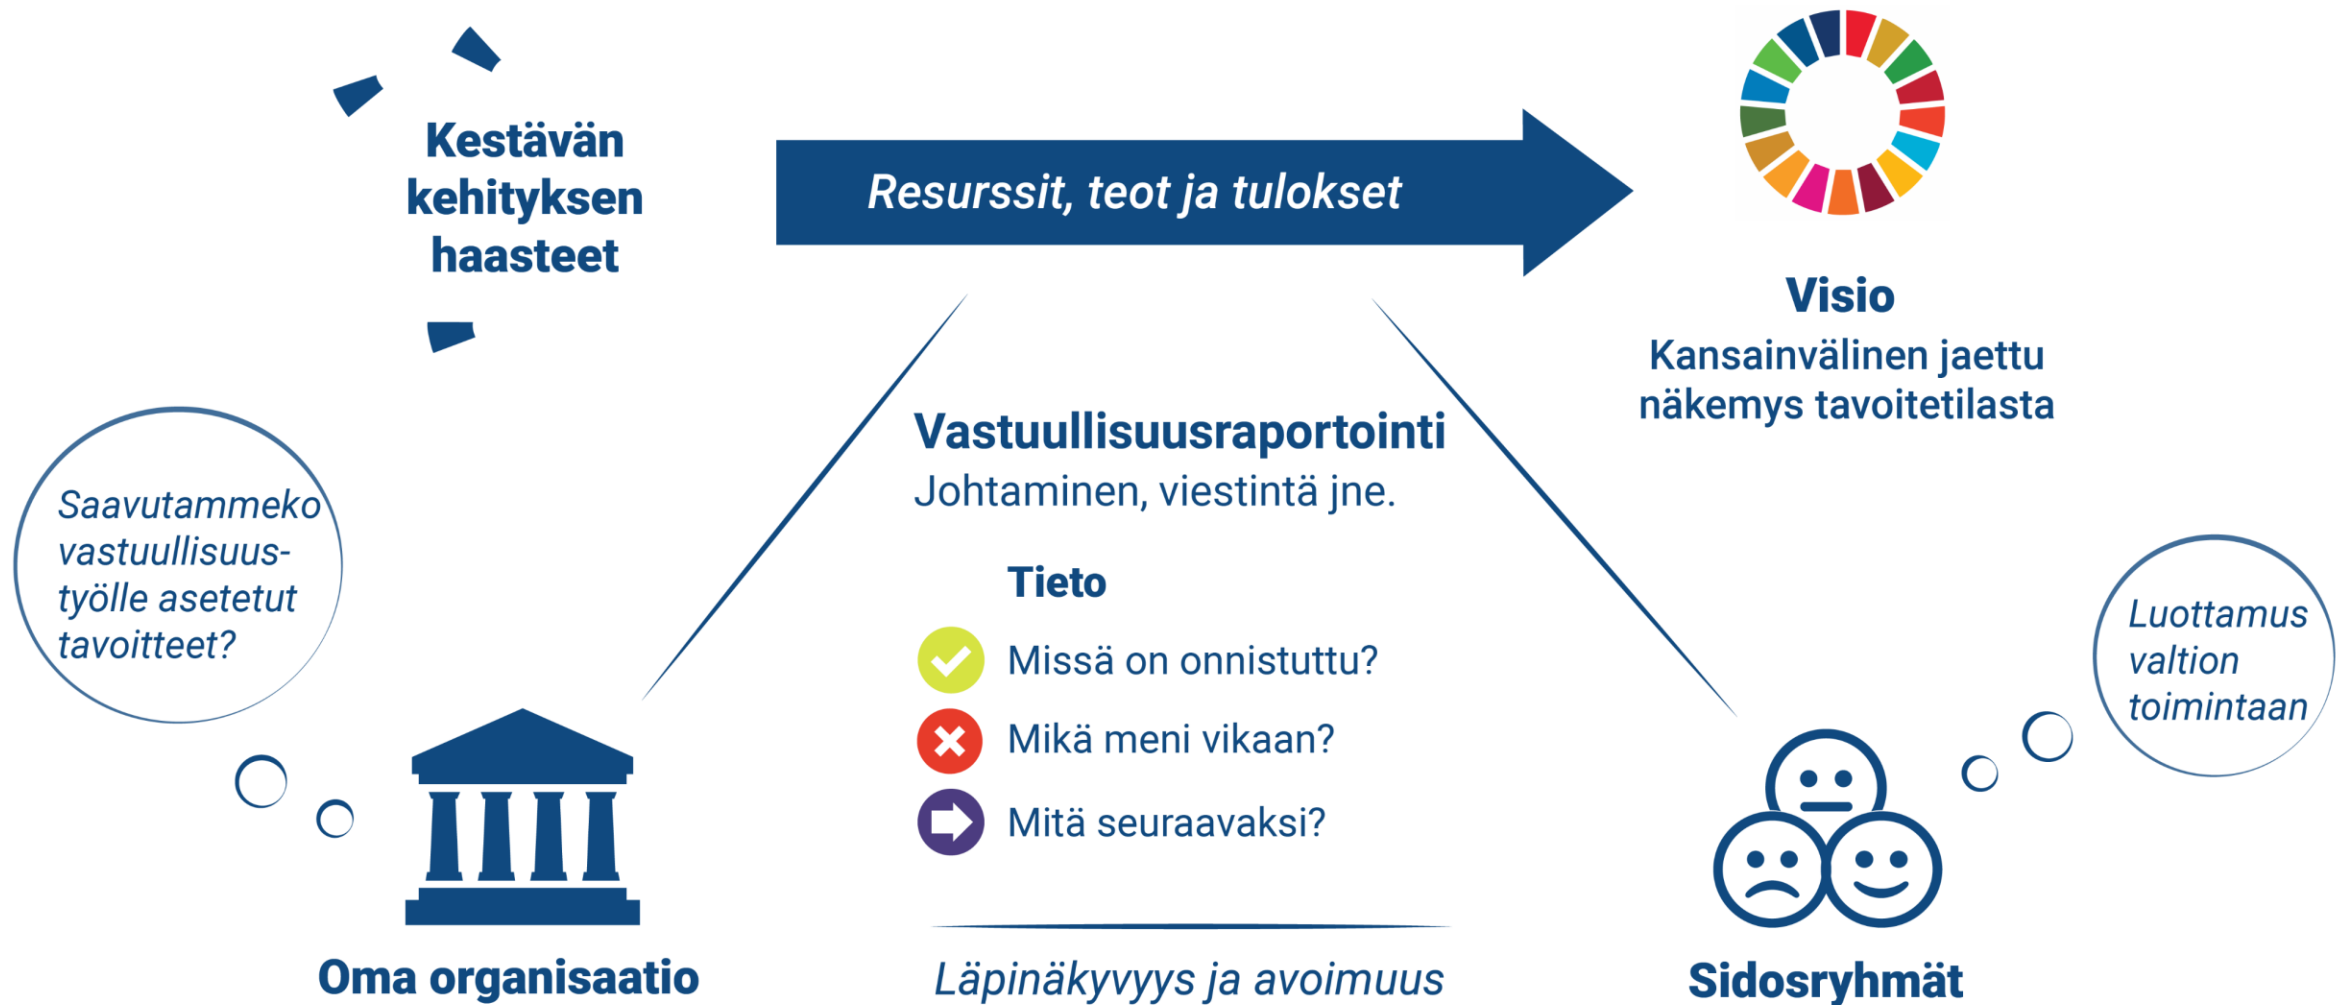 Kestävän
kehityksen
haasteet
Resurssit, teot ja tulokset
Visio
Kansainvälinen jaettu
näkemys tavoitetilasta
Vastuullisuusraportointi
Johtaminen, viestintä jne.
Tieto
Missä on onnistuttu?
Mikä meni vikaan?
Mitä seuraavaksi?
Saavutammeko
vastuullisuus-
työlle asetetut
tavoitteet?
Luottamus
valtion
toimintaan
Oma organisaatio
Läpinäkyvyys ja avoimuus
Sidosryhmät